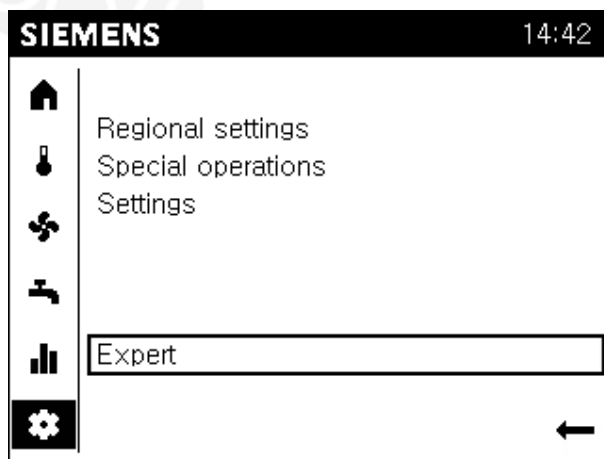 SIEMENS 14:42
Regional settings
Special operations
Settings
Expert